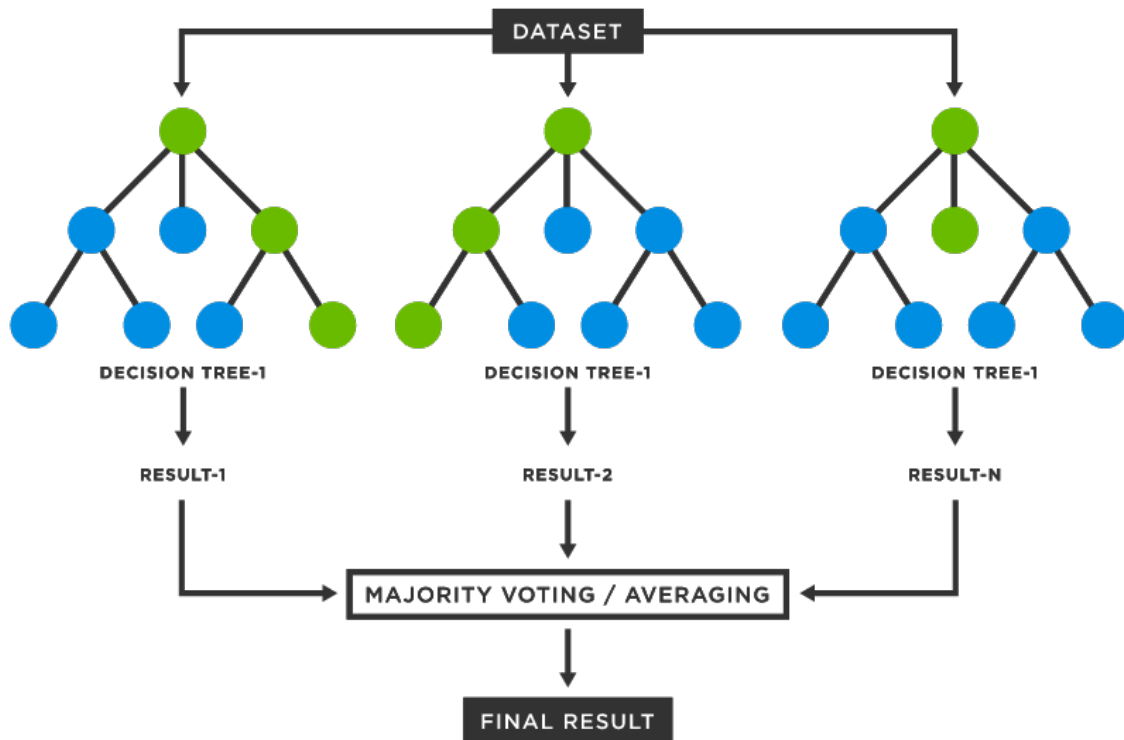 DATASET
DECISION TREE-1
DECISION TREE-1
DECISION TREE-1
RESULT-1
RESULT-2
RESULT-N
MAJORITY VOTING / AVERAGING
FINAL RESULT